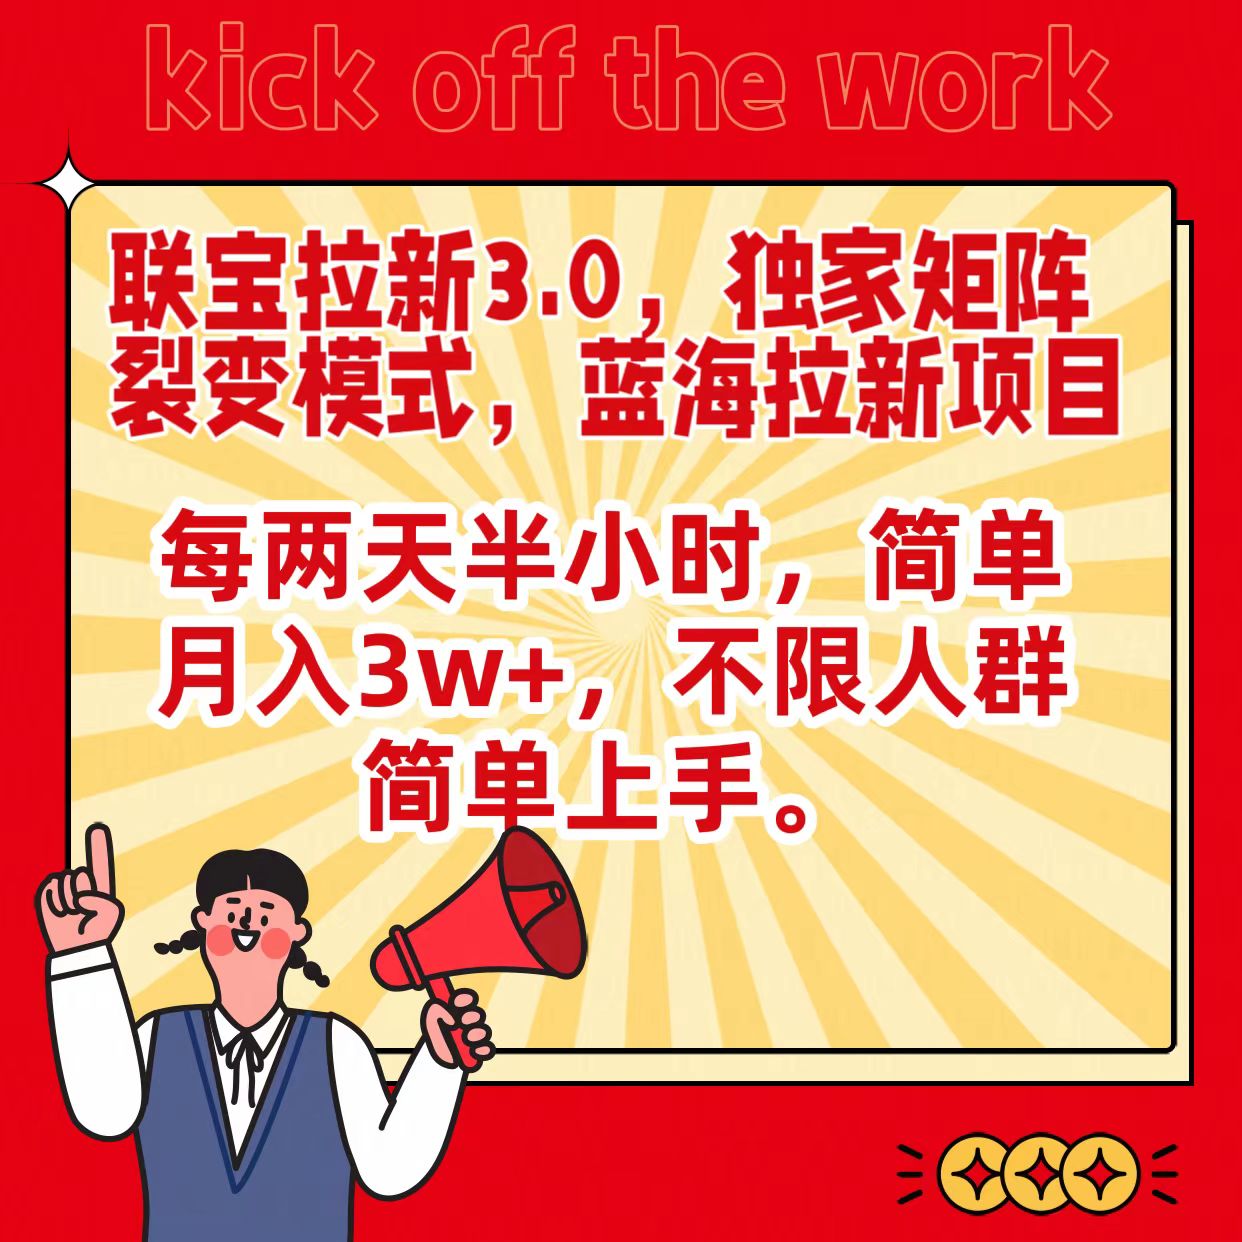 kick off the work
联宝拉新3.0，独家矩阵
裂变模式，蓝海拉新项目
每两天半小时，简单
月入3w+，不限人群
简单上手。